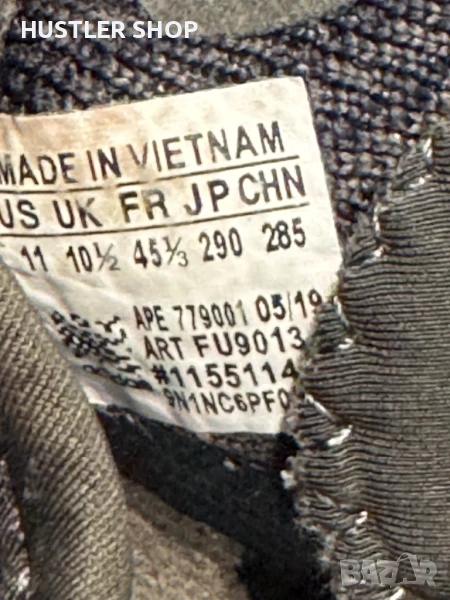 HUSTLER SHOP
MADE IN VIETNAM
US UK FR JP CHN
11 10½ 45⅓ 290 285
APE 779001 05/19
ART FU9013
#1155114
9N1NC6PF0
BAZAR